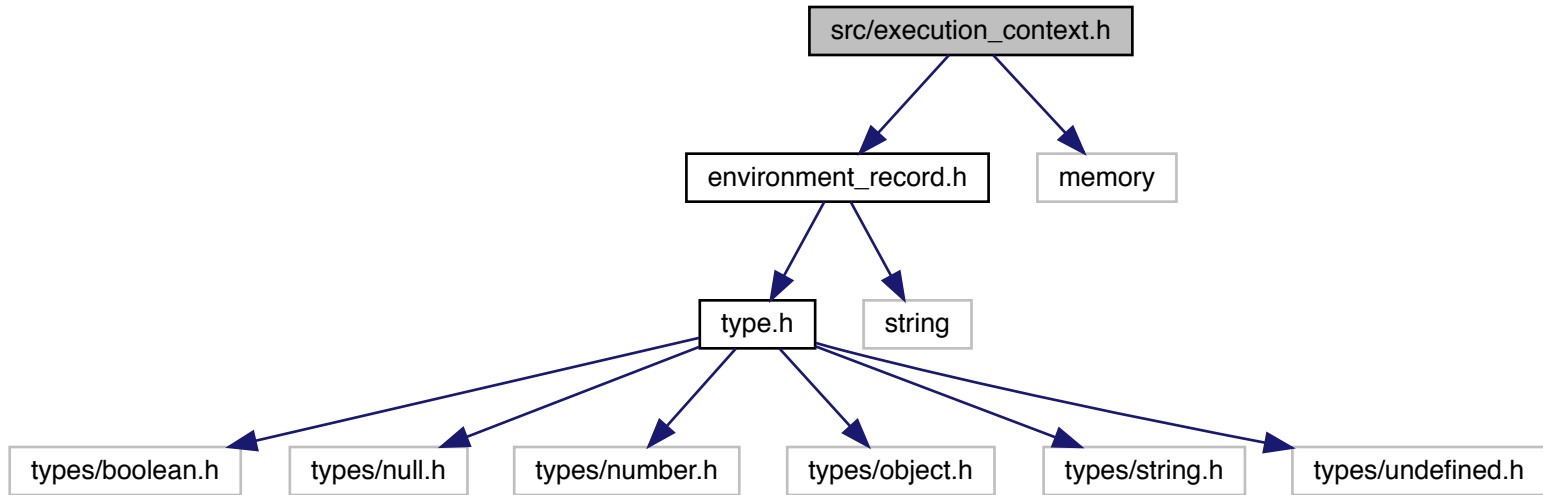 src/execution_context.h
environment_record.h
memory
type.h
string
types/boolean.h
types/null.h
types/number.h
types/object.h
types/string.h
types/undefined.h